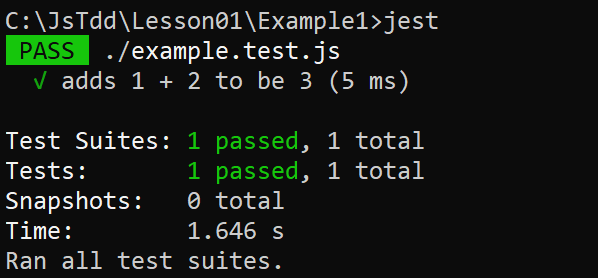 C:\JsTdd\Lesson01\Example1>jest
PASS ./example.test.js
√ adds 1 + 2 to be 3 (5 ms)
Test Suites: 1 passed, 1 total
Tests: 1 passed, 1 total
Snapshots: 0 total
Time: 1.646 s
Ran all test suites.